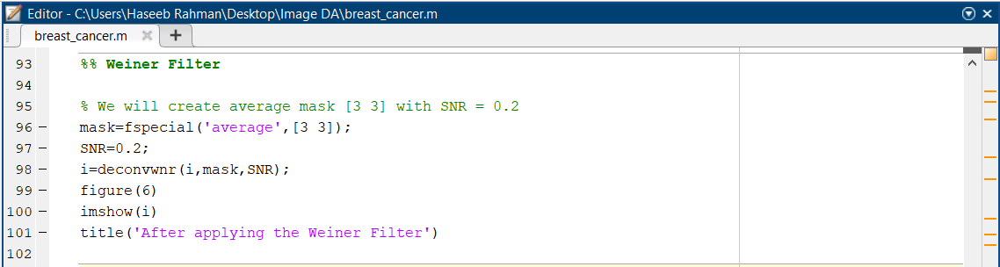 Editor - C:\Users\Haseeb Rahman\Desktop\Image DA\breast_cancer.m
breast_cancer.m
93 %% Weiner Filter
94
95 % We will create average mask [3 3] with SNR = 0.2
96 mask=fspecial('average',[3 3]);
97 SNR=0.2;
98 i=deconvwnr(i,mask,SNR);
99 figure(6)
100 imshow(i)
101 title('After applying the Weiner Filter')
102